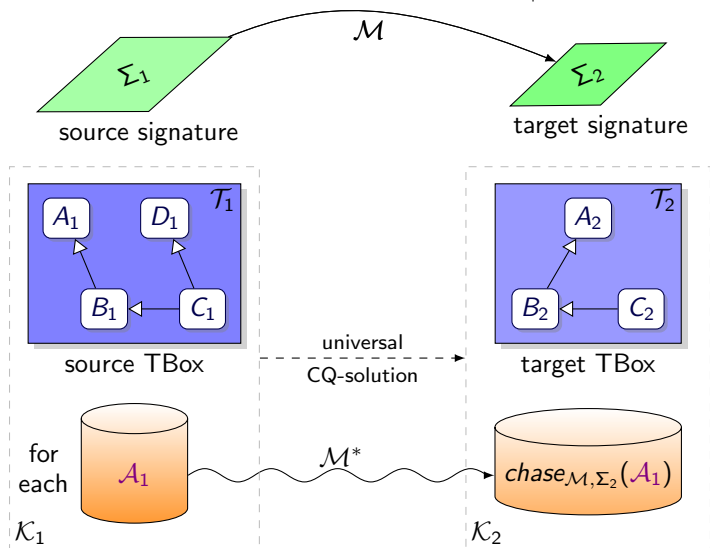 ℳ
Σ₁
Σ₂
source signature
target signature
𝒯₁
A₁
D₁
B₁
C₁
source TBox
𝒯₂
A₂
B₂
C₂
target TBox
universal
CQ-solution
for
each
𝒜₁
ℳ*
chase_{ℳ,Σ₂}(𝒜₁)
𝒦₁
𝒦₂